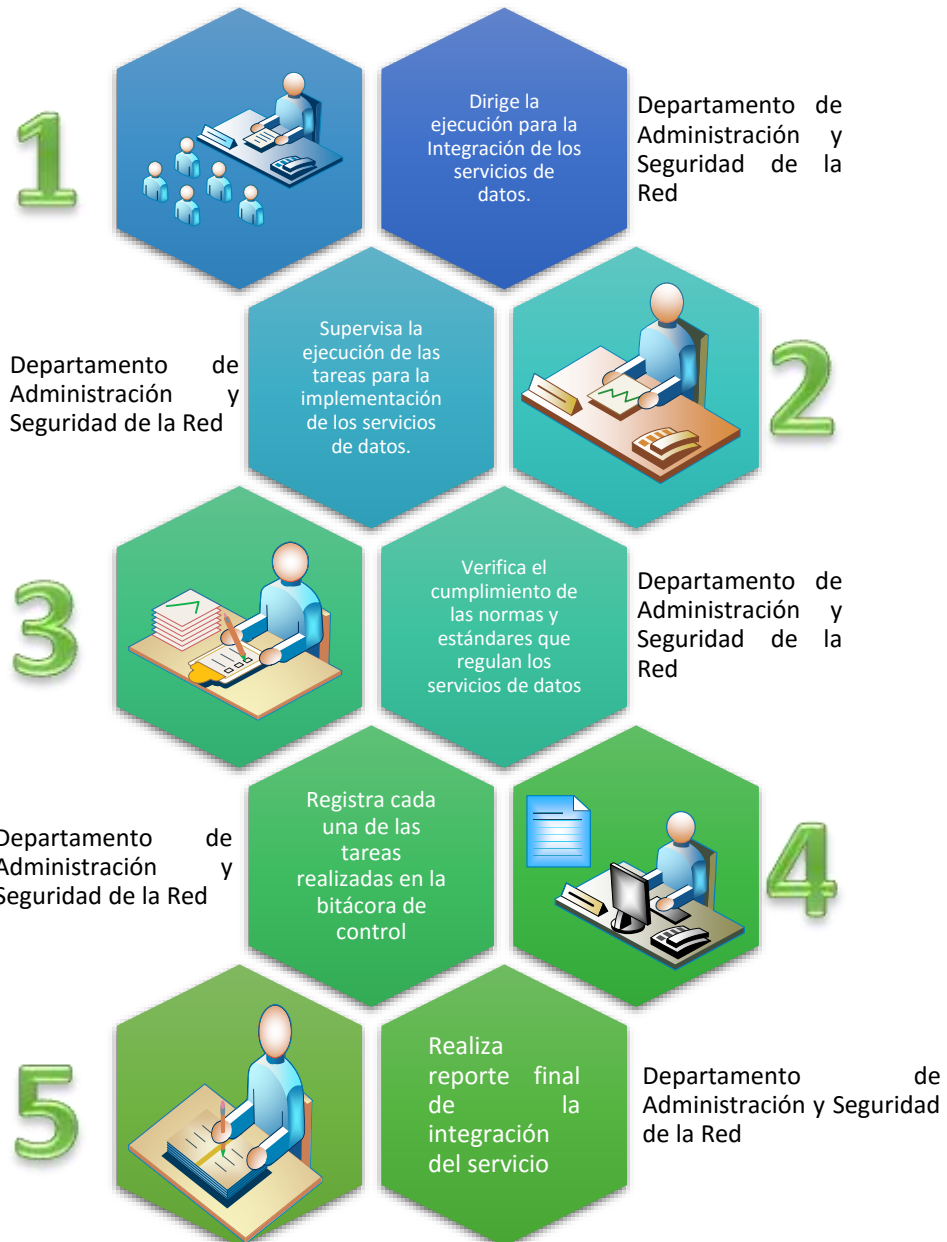 1
Dirige la
ejecución para la
Integración de los
servicios de
datos.
Departamento de
Administración y
Seguridad de la
Red
Departamento de
Administración y
Seguridad de la Red
Supervisa la
ejecución de las
tareas para la
implementación
de los servicios
de datos.
2
3
Verifica el
cumplimiento de
las normas y
estándares que
regulan los
servicios de datos
Departamento de
Administración y
Seguridad de la
Red
Departamento de
Administración y
Seguridad de la Red
Registra cada
una de las
tareas
realizadas en la
bitácora de
control
4
5
Realiza
reporte final
de la
integración
del servicio
Departamento de
Administración y Seguridad
de la Red